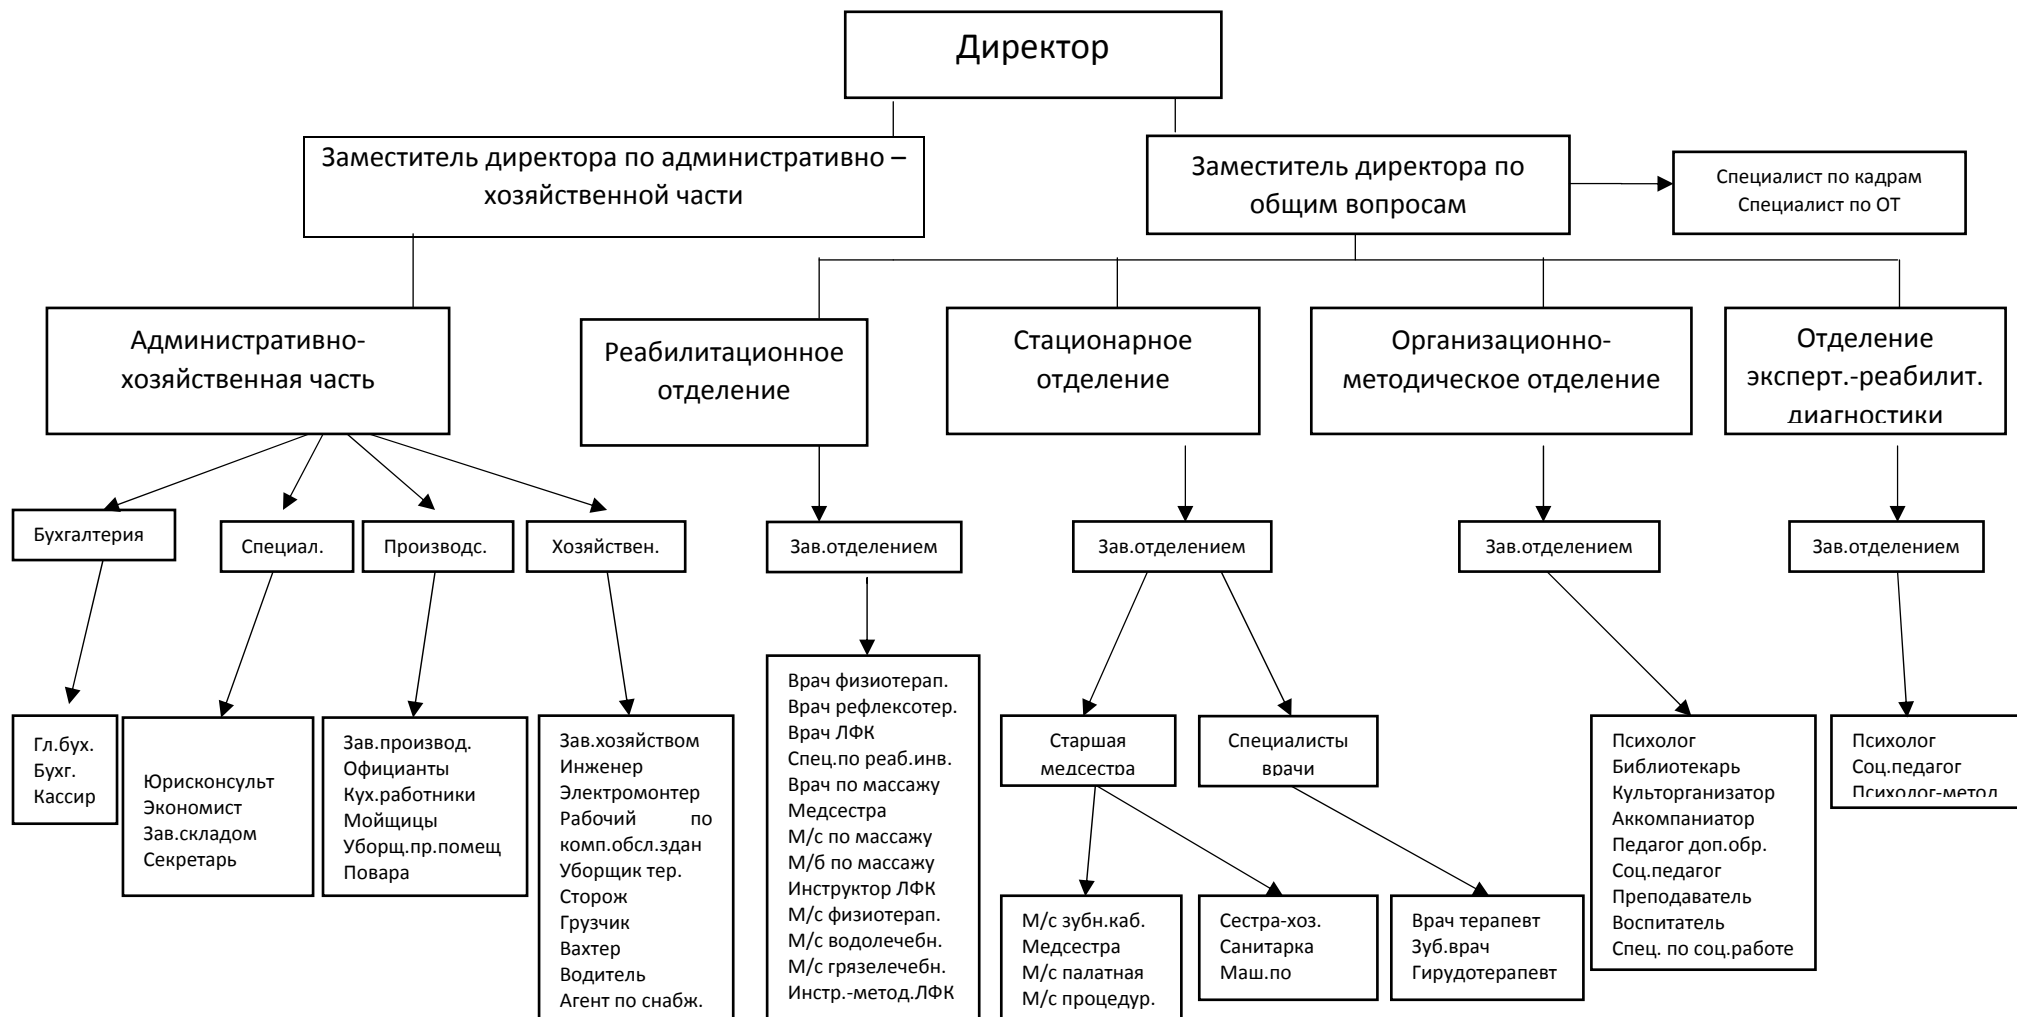 Директор
Заместитель директора по административно –
хозяйственной части
Заместитель директора по
общим вопросам
Специалист по кадрам
Специалист по ОТ
Административно-
хозяйственная часть
Реабилитационное
отделение
Стационарное
отделение
Организационно-
методическое отделение
Отделение
эксперт.-реабилит.
диагностики
Бухгалтерия
Специал.
Производс.
Хозяйствен.
Зав.отделением
Зав.отделением
Зав.отделением
Зав.отделением
Гл.бух.
Бухг.
Кассир
Юрисконсульт
Экономист
Зав.складом
Секретарь
Зав.производ.
Официанты
Кух.работники
Мойщицы
Уборщ.пр.помещ
Повара
Зав.хозяйством
Инженер
Электромонтер
Рабочий по
комп.обсл.здан
Уборщик тер.
Сторож
Грузчик
Вахтер
Водитель
Агент по снабж.
Врач физиотерап.
Врач рефлексотер.
Врач ЛФК
Спец.по реаб.инв.
Врач по массажу
Медсестра
М/с по массажу
М/б по массажу
Инструктор ЛФК
М/с физиотерап.
М/с водолечебн.
М/с грязелечебн.
Инстр.-метод.ЛФК
Старшая
медсестра
Специалисты
врачи
М/с зубн.каб.
Медсестра
М/с палатная
М/с процедур.
Сестра-хоз.
Санитарка
Маш.по
Врач терапевт
Зуб.врач
Гирудотерапевт
Психолог
Библиотекарь
Культорганизатор
Аккомпаниатор
Педагог доп.обр.
Соц.педагог
Преподаватель
Воспитатель
Спец. по соц.работе
Психолог
Соц.педагог
Психолог-метод